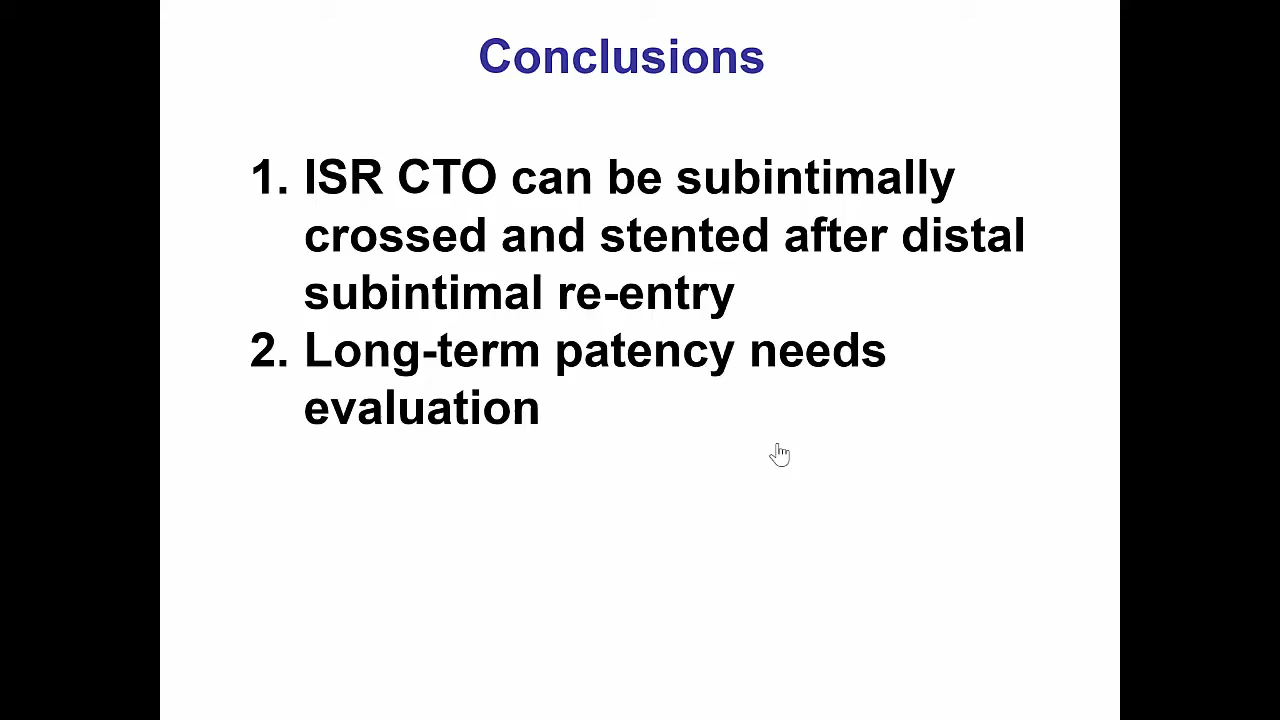 Conclusions
1. ISR CTO can be subintimally
crossed and stented after distal
subintimal re-entry
2. Long-term patency needs
evaluation